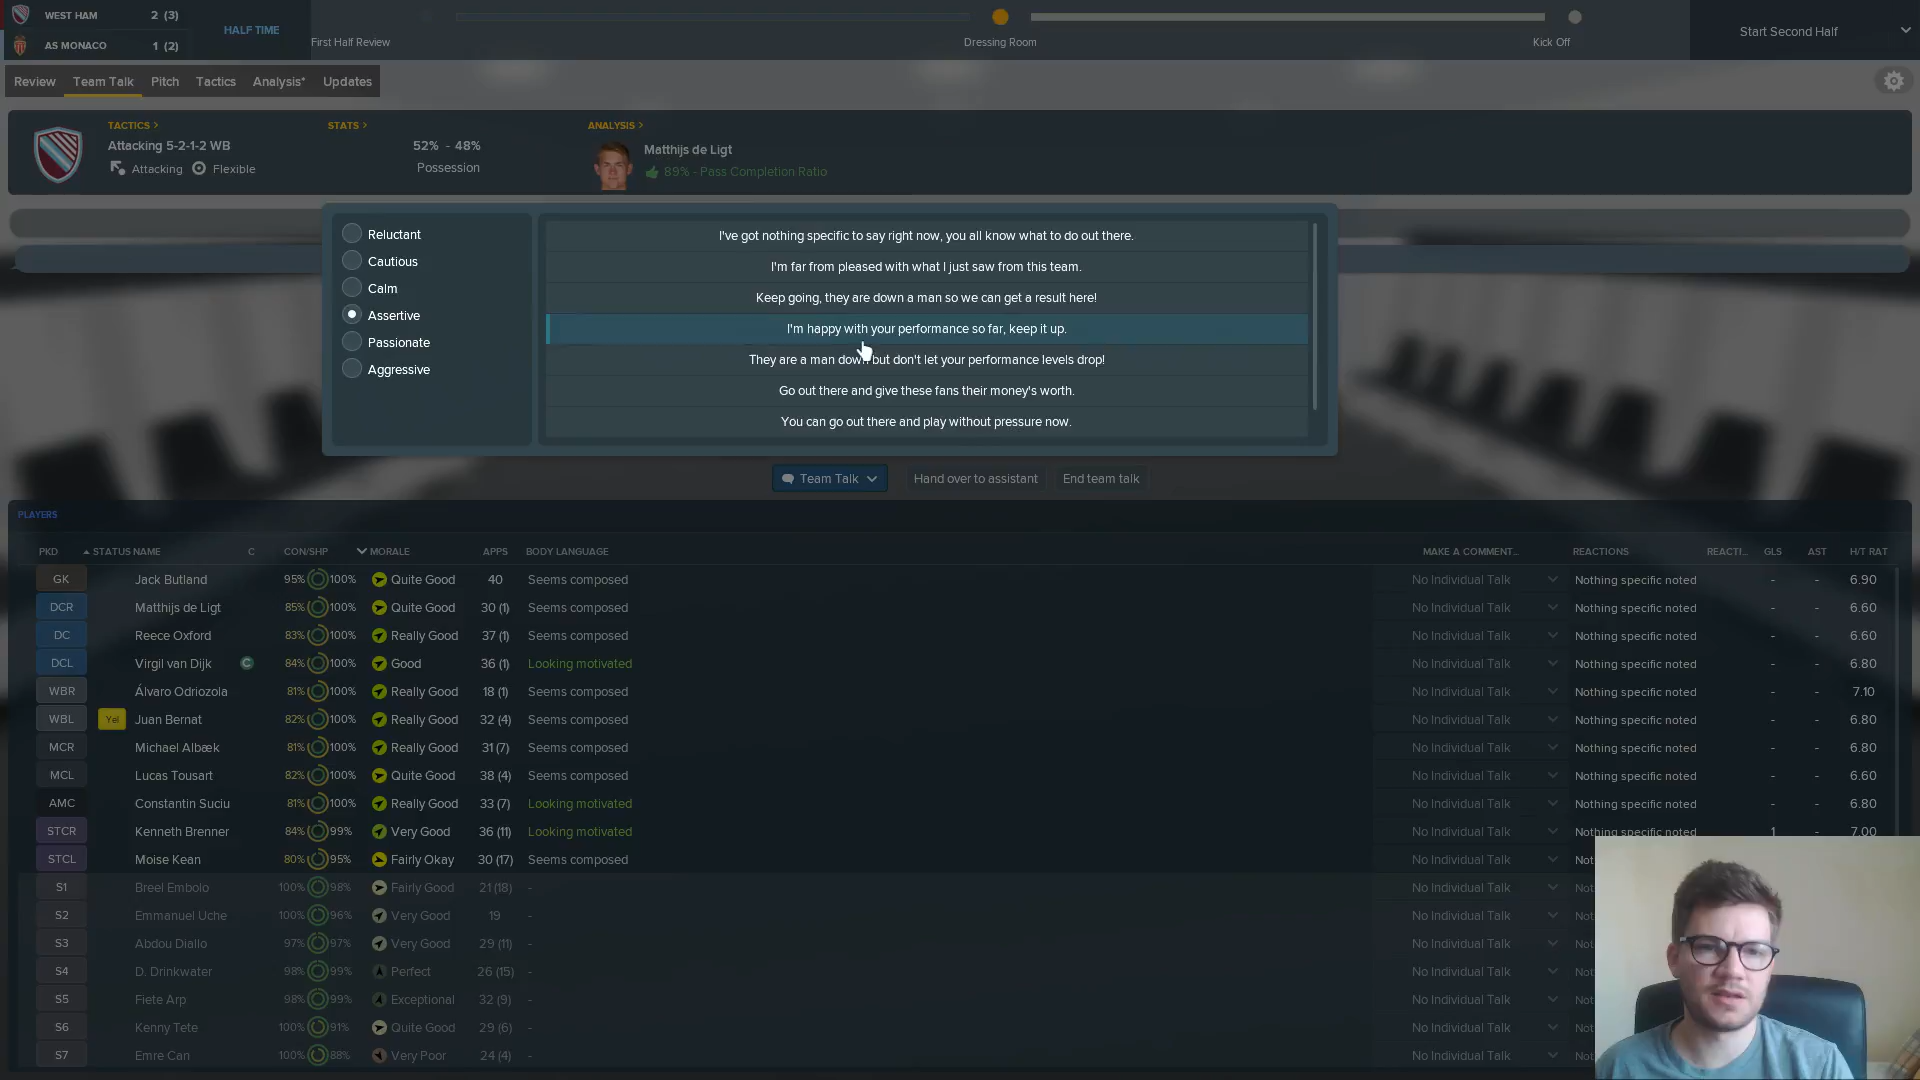 WEST HAM 2 (3)
AS MONACO 1 (2)
HALF TIME
First Half Review
Dressing Room
Kick Off
Start Second Half
Review Team Talk Pitch Tactics Analysis* Updates
TACTICS >
Attacking 5-2-1-2 WB
Attacking Flexible
STATS >
52% - 48%
Possession
ANALYSIS >
Matthijs de Ligt
89% - Pass Completion Ratio
Reluctant
Cautious
Calm
Assertive
Passionate
Aggressive
I've got nothing specific to say right now, you all know what to do out there.
I'm far from pleased with what I just saw from this team.
Keep going, they are down a man so we can get a result here!
I'm happy with your performance so far, keep it up.
They are a man down but don't let your performance levels drop!
Go out there and give these fans their money's worth.
You can go out there and play without pressure now.
Team Talk Hand over to assistant End team talk
PLAYERS
PKD STATUS NAME C CON/SHP MORALE APPS BODY LANGUAGE MAKE A COMMENT... REACTIONS REACTI... GLS AST H/T RAT
GK Jack Butland 95% 100% Quite Good 40 Seems composed No Individual Talk Nothing specific noted - - 6.90
DCR Matthijs de Ligt 85% 100% Quite Good 30 (1) Seems composed No Individual Talk Nothing specific noted - - 6.60
DC Reece Oxford 83% 100% Really Good 37 (1) Seems composed No Individual Talk Nothing specific noted - - 6.60
DCL Virgil van Dijk C 84% 100% Good 36 (1) Looking motivated No Individual Talk Nothing specific noted - - 6.80
WBR Álvaro Odriozola 81% 100% Really Good 18 (1) Seems composed No Individual Talk Nothing specific noted - - 7.10
WBL Yel Juan Bernat 82% 100% Really Good 32 (4) Seems composed No Individual Talk Nothing specific noted - - 6.80
MCR Michael Albæk 81% 100% Really Good 31 (7) Seems composed No Individual Talk Nothing specific noted - - 6.80
MCL Lucas Tousart 82% 100% Quite Good 38 (4) Seems composed No Individual Talk Nothing specific noted - - 6.60
AMC Constantin Suciu 81% 100% Really Good 33 (7) Looking motivated No Individual Talk Nothing specific noted - - 6.80
STCR Kenneth Brenner 84% 99% Very Good 36 (11) Looking motivated No Individual Talk Nothing specific noted 1 - 7.00
STCL Moise Kean 80% 95% Fairly Okay 30 (17) Seems composed No Individual Talk
S1 Breel Embolo 100% 98% Fairly Good 21 (18) - No Individual Talk
S2 Emmanuel Uche 100% 96% Very Good 19 - No Individual Talk
S3 Abdou Diallo 97% 97% Very Good 29 (11) - No Individual Talk
S4 D. Drinkwater 98% 99% Perfect 26 (15) - No Individual Talk
S5 Fiete Arp 98% 99% Exceptional 32 (9) - No Individual Talk
S6 Kenny Tete 100% 91% Quite Good 29 (6) - No Individual Talk
S7 Emre Can 100% 88% Very Poor 24 (4) - No Individual Talk